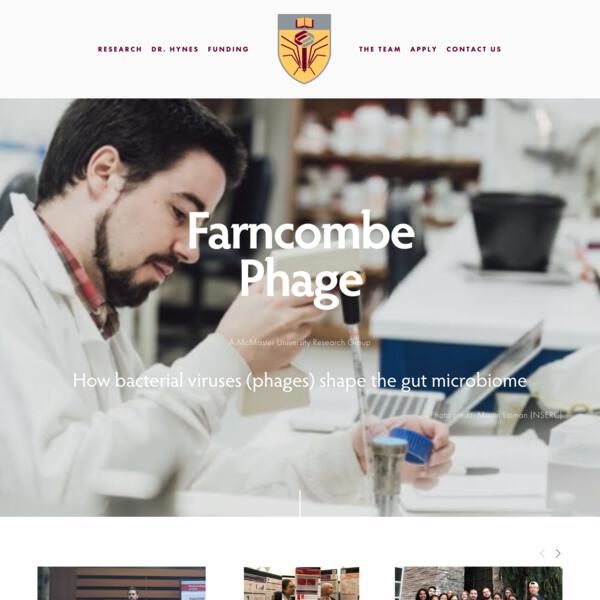 RESEARCH DR. HYNES FUNDING THE TEAM APPLY CONTACT US
Farncombe
Phage
A McMaster University Research Group
How bacterial viruses (phages) shape the gut microbiome
Photo credit: Martin Lipman (NSERC)